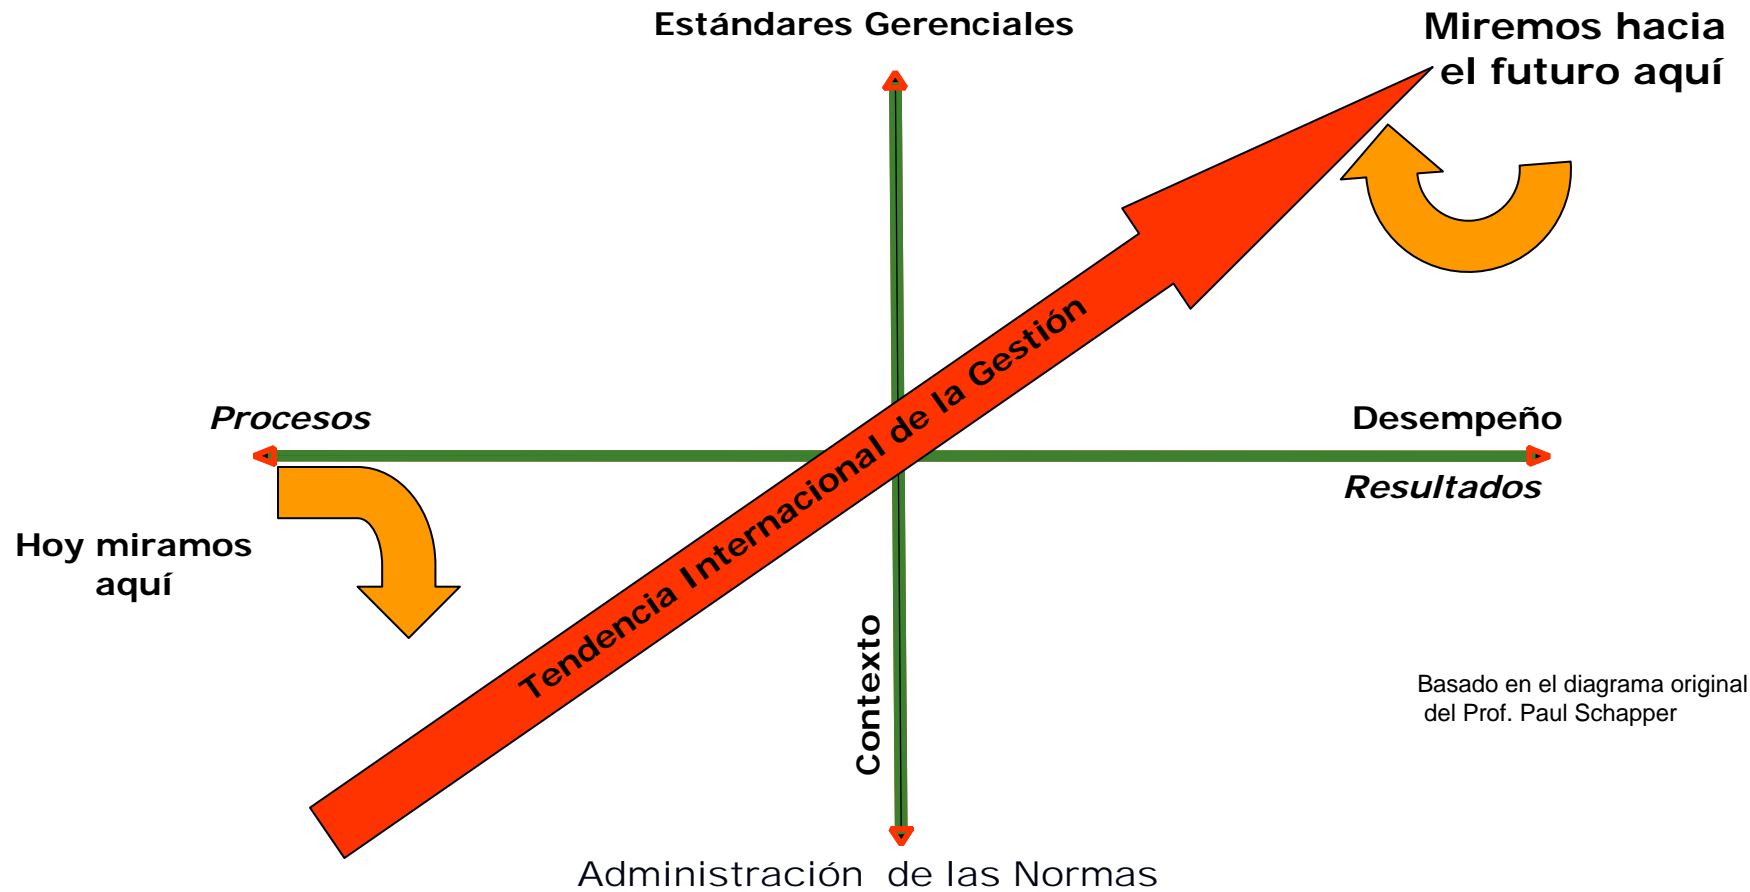 Estándares Gerenciales
Miremos hacia
el futuro aquí
Tendencia Internacional de la Gestión
Procesos
Desempeño
Resultados
Hoy miramos
aquí
Contexto
Basado en el diagrama original
del Prof. Paul Schapper
Administración de las Normas